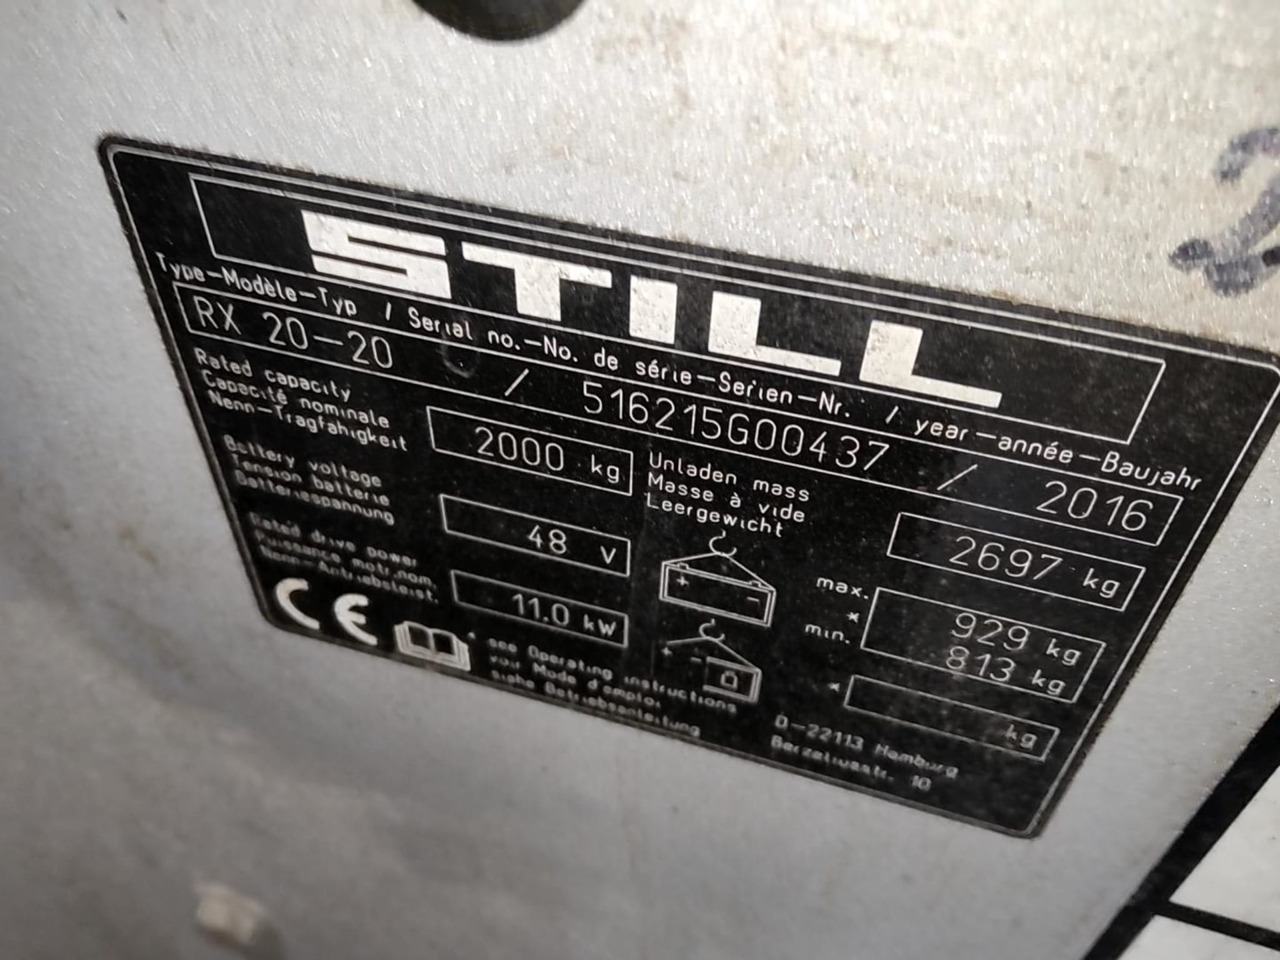 STILL
Type-Modèle-Typ / Serial no.-No. de série-Serien-Nr. / year-année-Baujahr
RX 20-20 / 516215G00437 / 2016
Rated capacity
Capacité nominale
Nenn-Tragfähigkeit
2000 kg
Unladen mass
Masse à vide
Leergewicht
2697 kg
Battery voltage
Tension batterie
Batteriespannung
48 V
+ -
max. 929 kg
*
min. 813 kg
Rated drive power
Puissance motr.nom.
Nenn-Antriebsleist.
11.0 kW
+ -
* kg
CE
* see Operating instructions
voir Mode d'emploi
siehe Betriebsanleitung
D-22113 Hamburg
Berzeliusstr. 10
2